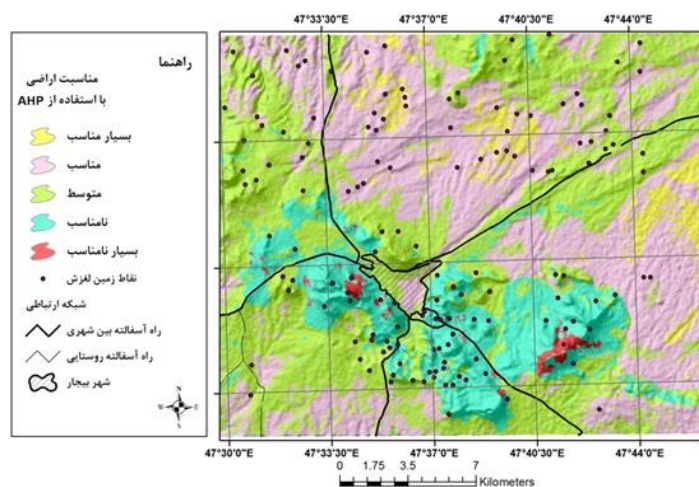 47°33'30"E 47°37'0"E 47°40'30"E 47°44'0"E
راهنما
مناسبت اراضی
با استفاده از AHP
بسیار مناسب
مناسب
متوسط
نامناسب
بسیار نامناسب
نقاط زمین لغزش
شبکه ارتباطی
راه آسفالته بین شهری
راه آسفالته روستایی
شهر بیجار
N
W E
S
47°30'0"E 47°33'30"E 47°37'0"E 47°40'30"E 47°44'0"E
0 1.75 3.5 7
Kilometers